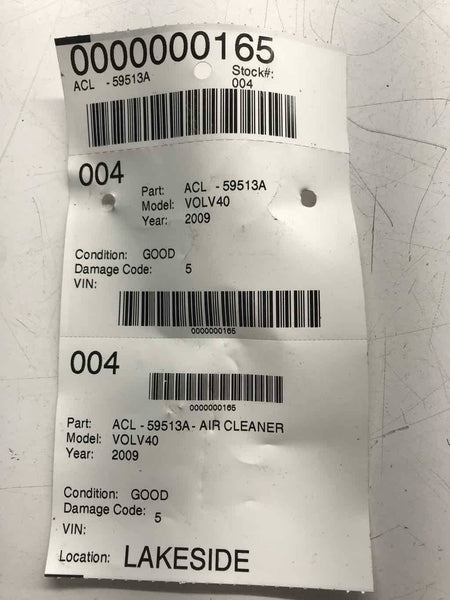 0000000165
ACL - 59513A
Stock#:
004
004
Part: ACL - 59513A
Model: VOLV40
Year: 2009
Condition: GOOD
Damage Code: 5
VIN:
0000000165
004
0000000165
Part: ACL - 59513A - AIR CLEANER
Model: VOLV40
Year: 2009
Condition: GOOD
Damage Code: 5
VIN:
Location: LAKESIDE